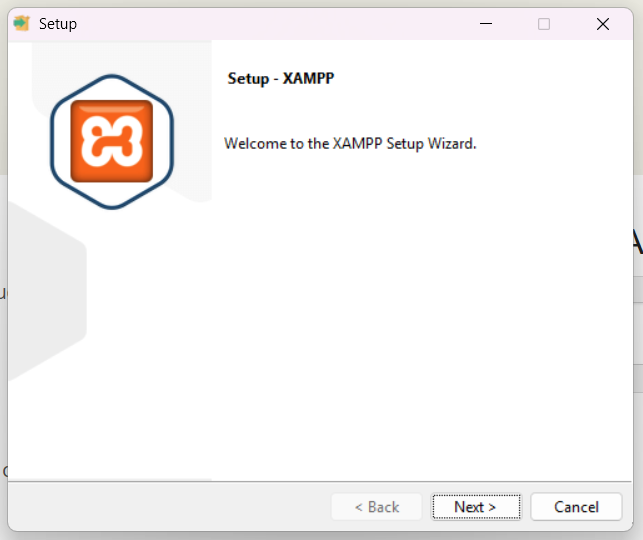 Setup
Setup - XAMPP
Welcome to the XAMPP Setup Wizard.
< Back
Next >
Cancel